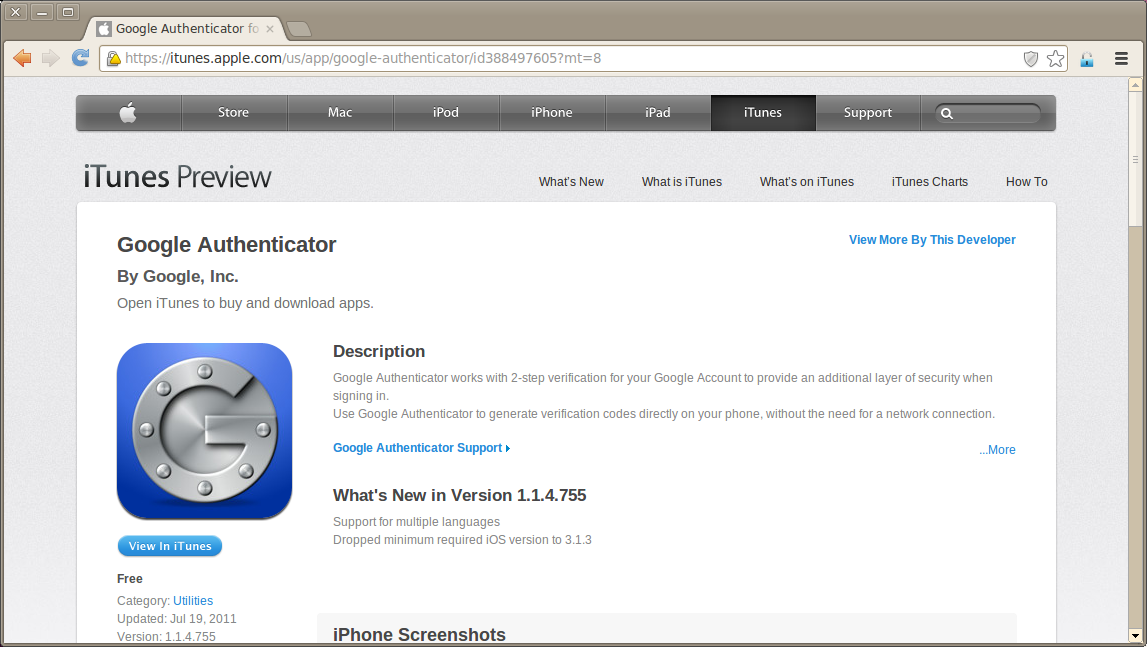 Google Authenticator fo
https://itunes.apple.com/us/app/google-authenticator/id388497605?mt=8
Store Mac iPod iPhone iPad iTunes Support
iTunes Preview
What's New What is iTunes What's on iTunes iTunes Charts How To
Google Authenticator
View More By This Developer
By Google, Inc.
Open iTunes to buy and download apps.
Description
Google Authenticator works with 2-step verification for your Google Account to provide an additional layer of security when
signing in.
Use Google Authenticator to generate verification codes directly on your phone, without the need for a network connection.
Google Authenticator Support
...More
What's New in Version 1.1.4.755
Support for multiple languages
Dropped minimum required iOS version to 3.1.3
View In iTunes
Free
Category: Utilities
Updated: Jul 19, 2011
Version: 1.1.4.755
iPhone Screenshots